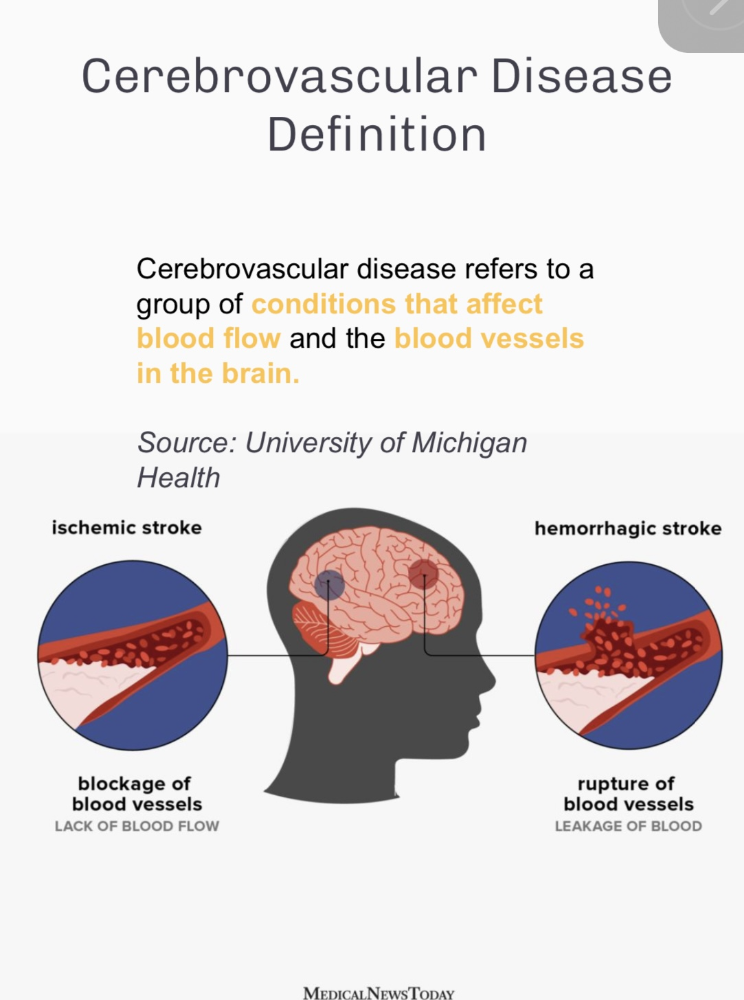 Cerebrovascular Disease
Definition
Cerebrovascular disease refers to a
group of conditions that affect
blood flow and the blood vessels
in the brain.
Source: University of Michigan
Health
ischemic stroke
hemorrhagic stroke
blockage of
blood vessels
LACK OF BLOOD FLOW
rupture of
blood vessels
LEAKAGE OF BLOOD
MEDICALNEWSTODAY